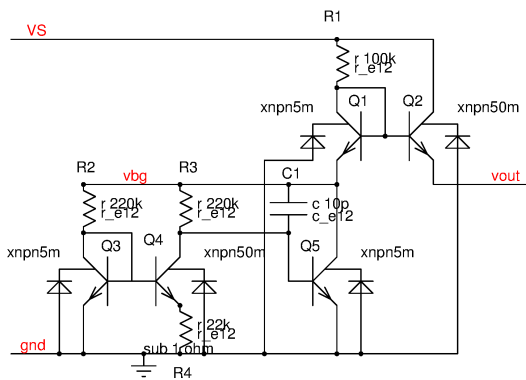 R1
VS
r 100k
r_e12
xnpn5m
Q1
Q2
xnpn50m
R2
vbg
R3
C1
vout
r 220k
r_e12
r 220k
r_e12
c 10p
c_e12
xnpn5m
Q3
Q4
xnpn50m
Q5
xnpn5m
r 22k
r_e12
gnd
sub 1 ohm
R4